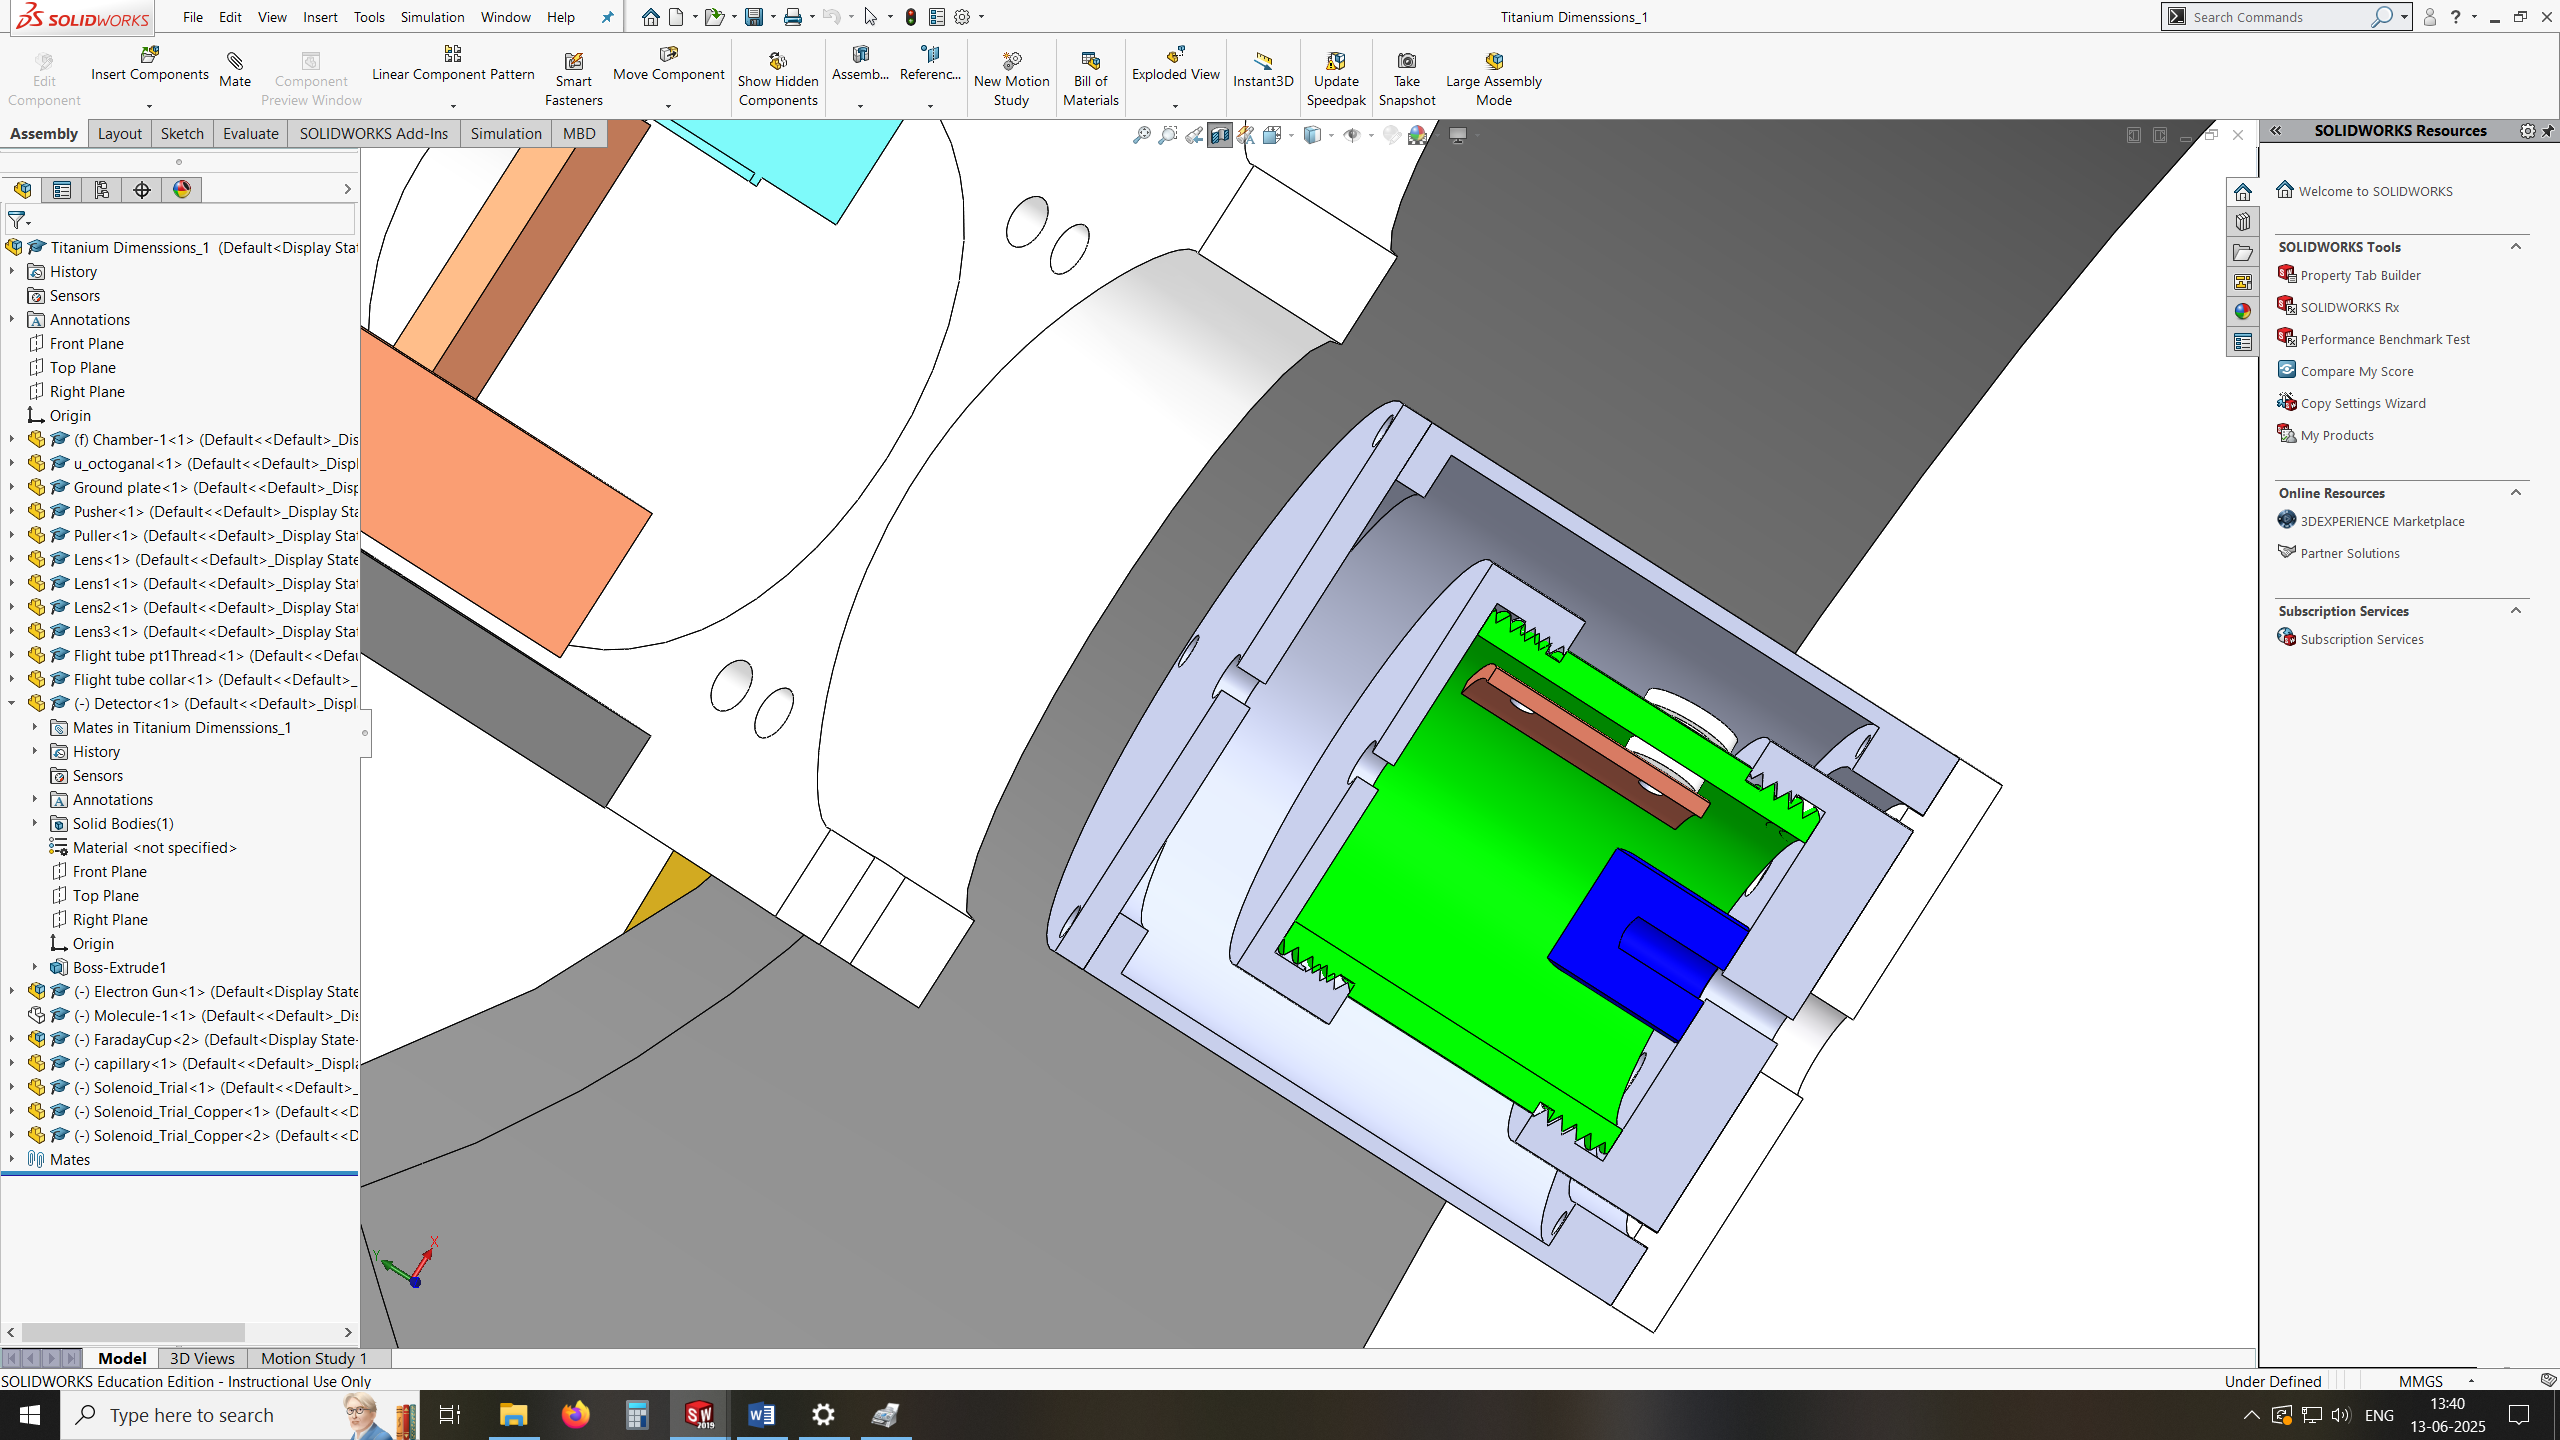 SOLIDWORKS
File Edit View Insert Tools Simulation Window Help
Titanium Dimenssions_1
Search Commands
Edit Component
Insert Components
Mate
Component Preview Window
Linear Component Pattern
Smart Fasteners
Move Component
Show Hidden Components
Assemb...
Referenc...
New Motion Study
Bill of Materials
Exploded View
Instant3D
Update Speedpak
Take Snapshot
Large Assembly Mode
Assembly Layout Sketch Evaluate SOLIDWORKS Add-Ins Simulation MBD
Titanium Dimenssions_1 (Default<Display Sta
History
Sensors
Annotations
Front Plane
Top Plane
Right Plane
Origin
(f) Chamber-1<1> (Default<<Default>_Dis
u_octoganal<1> (Default<<Default>_Displ
Ground plate<1> (Default<<Default>_Disp
Pusher<1> (Default<<Default>_Display Sta
Puller<1> (Default<<Default>_Display Sta
Lens<1> (Default<<Default>_Display State
Lens1<1> (Default<<Default>_Display Sta
Lens2<1> (Default<<Default>_Display Sta
Lens3<1> (Default<<Default>_Display Sta
Flight tube pt1Thread<1> (Default<<Defau
Flight tube collar<1> (Default<<Default>_
(-) Detector<1> (Default<<Default>_Displ
Mates in Titanium Dimenssions_1
History
Sensors
Annotations
Solid Bodies(1)
Material <not specified>
Front Plane
Top Plane
Right Plane
Origin
Boss-Extrude1
(-) Electron Gun<1> (Default<Display State
(-) Molecule-1<1> (Default<<Default>_Dis
(-) FaradayCup<2> (Default<Display State-
(-) capillary<1> (Default<<Default>_Displa
(-) Solenoid_Trial<1> (Default<<Default>_
(-) Solenoid_Trial_Copper<1> (Default<<D
(-) Solenoid_Trial_Copper<2> (Default<<D
Mates
X
Y
SOLIDWORKS Resources
Welcome to SOLIDWORKS
SOLIDWORKS Tools
Property Tab Builder
SOLIDWORKS Rx
Performance Benchmark Test
Compare My Score
Copy Settings Wizard
My Products
Online Resources
3DEXPERIENCE Marketplace
Partner Solutions
Subscription Services
Subscription Services
Model 3D Views Motion Study 1
SOLIDWORKS Education Edition - Instructional Use Only
Under Defined MMGS
Type here to search
SW 2019
W
ENG
13:40
13-06-2025